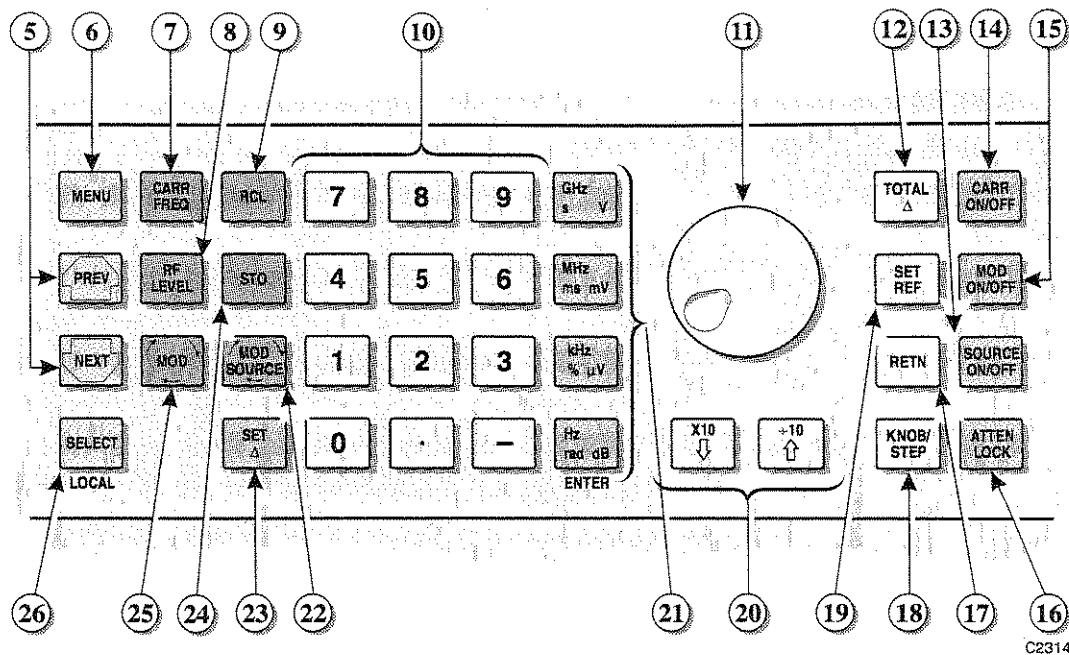 5 6 7 8 9 10 11 12 13 14 15
MENU CARR FREQ RCL 7 8 9 GHz s V TOTAL Δ CARR ON/OFF
PREV RF LEVEL STO 4 5 6 MHz ms mV SET REF MOD ON/OFF
NEXT MOD MOD SOURCE 1 2 3 kHz % µV RETN SOURCE ON/OFF
SELECT SET Δ 0 . − Hz rad dB X10 ⇩ ÷10 ⇧ KNOB/ STEP ATTEN LOCK
LOCAL ENTER
26 25 24 23 22 21 20 19 18 17 16
C2314